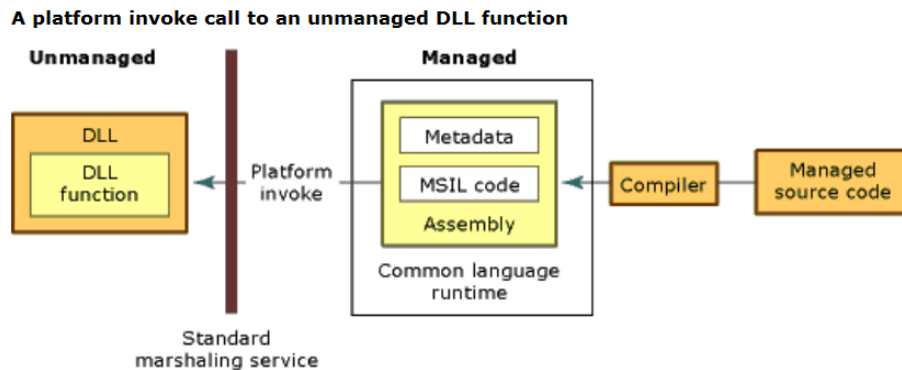 A platform invoke call to an unmanaged DLL function
Unmanaged
Managed
DLL
DLL
function
Platform
invoke
Metadata
MSIL code
Assembly
Common language
runtime
Compiler
Managed
source code
Standard
marshaling service